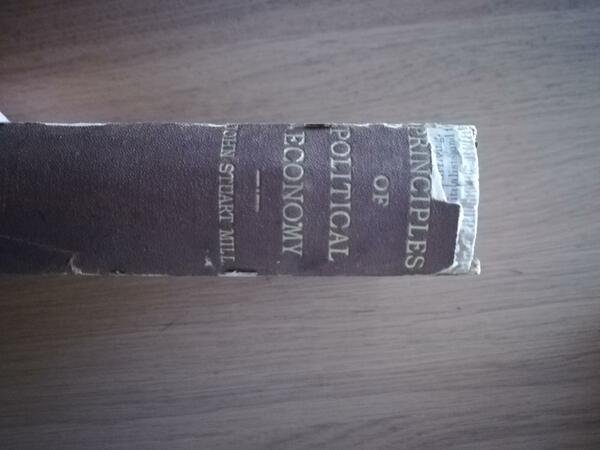 PRINCIPLES
OF
POLITICAL
ECONOMY
JOHN STUART MILL